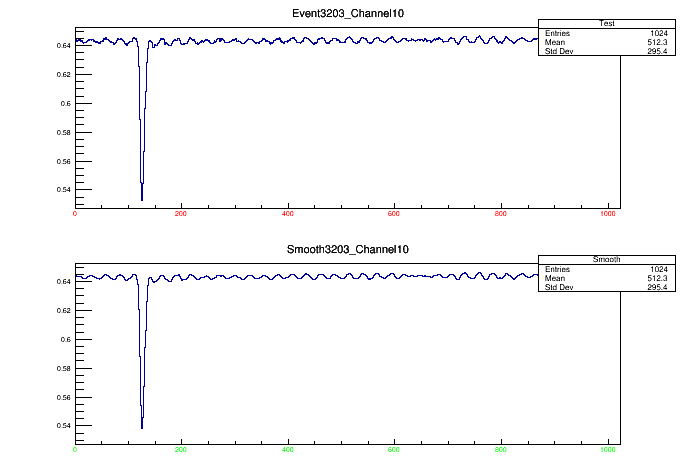 Event3203_Channel10
Test
Entries 1024
Mean 512.3
Std Dev 295.4
0.64
0.62
0.6
0.58
0.56
0.54
0 200 400 600 800 1000
Smooth3203_Channel10
Smooth
Entries 1024
Mean 512.3
Std Dev 295.4
0.64
0.62
0.6
0.58
0.56
0.54
0 200 400 600 800 1000